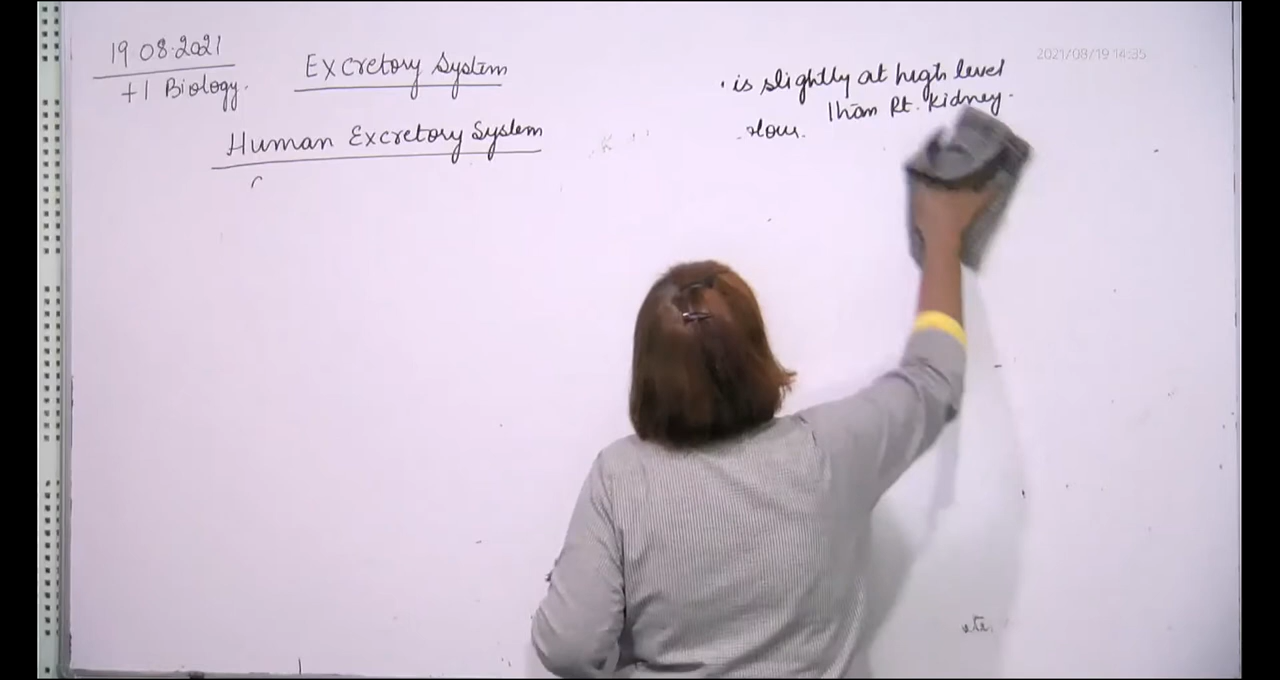 19 08.2021
+1 Biology.
Excretory System
Human Excretory System
2021/08/19 14:35
. is slightly at high level
than Rt. Kidney.
etc.